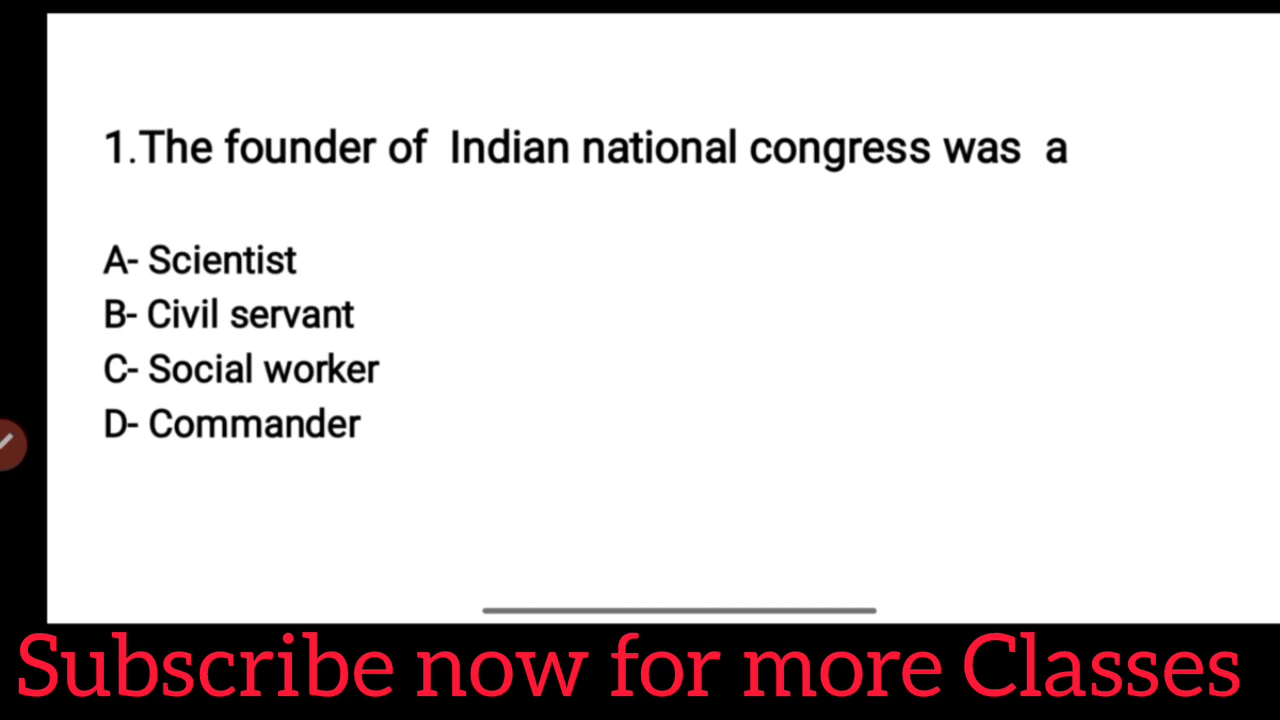 1.The founder of Indian national congress was a
A- Scientist
B- Civil servant
C- Social worker
D- Commander
Subscribe now for more Classes